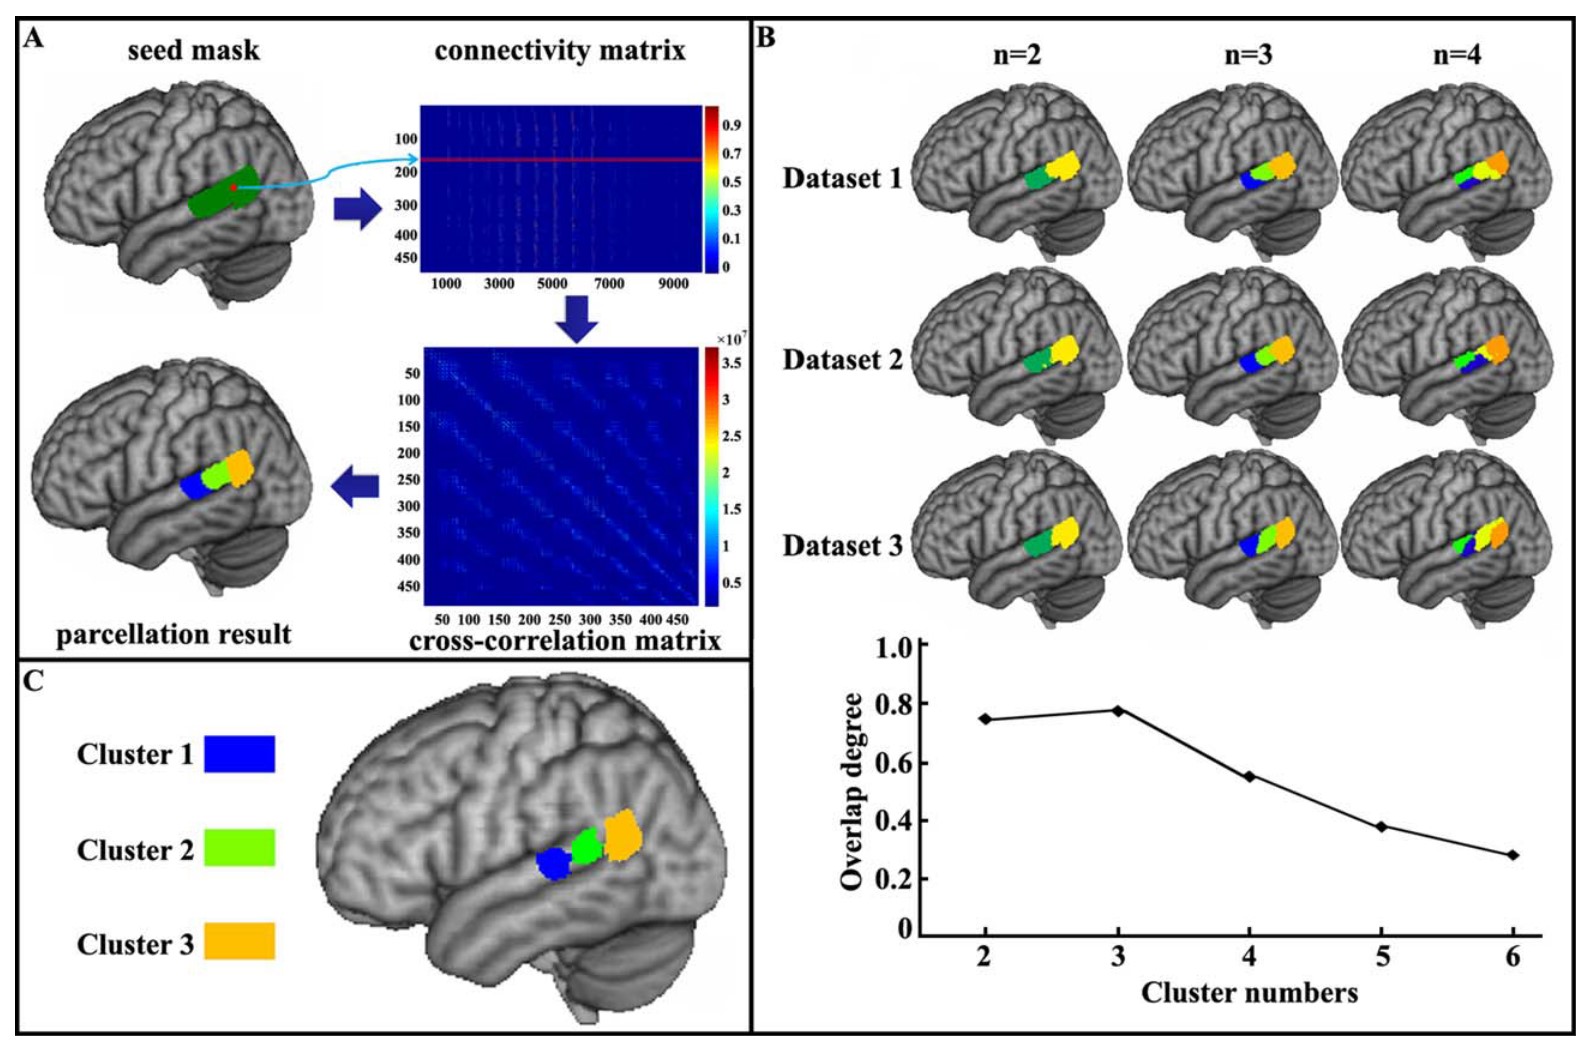 A
seed mask
connectivity matrix
100
200
300
400
450
1000 3000 5000 7000 9000
0.9
0.7
0.5
0.3
0.1
0
×10⁷
50
100
150
200
250
300
350
400
450
50 100 150 200 250 300 350 400 450
3.5
3
2.5
2
1.5
1
0.5
parcellation result
cross-correlation matrix
B
n=2 n=3 n=4
Dataset 1
Dataset 2
Dataset 3
Overlap degree
1.0
0.8
0.6
0.4
0.2
0
2 3 4 5 6
Cluster numbers
C
Cluster 1
Cluster 2
Cluster 3